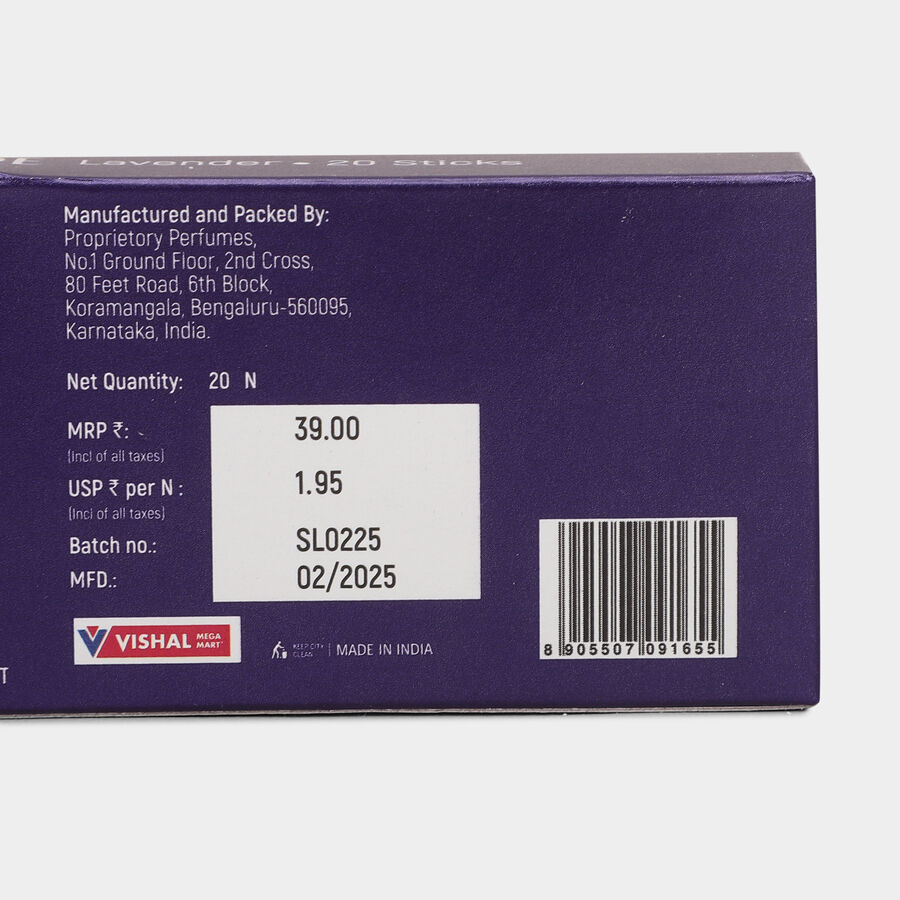 Lavender • 20 Sticks
Manufactured and Packed By:
Proprietory Perfumes,
No.1 Ground Floor, 2nd Cross,
80 Feet Road, 6th Block,
Koramangala, Bengaluru-560095,
Karnataka, India.
Net Quantity: 20 N
MRP ₹: 39.00
(Incl of all taxes)
USP ₹ per N : 1.95
(Incl of all taxes)
Batch no.: SL0225
MFD.: 02/2025
VISHAL MEGA MART
KEEP CITY CLEAN | MADE IN INDIA
8 905507 091655